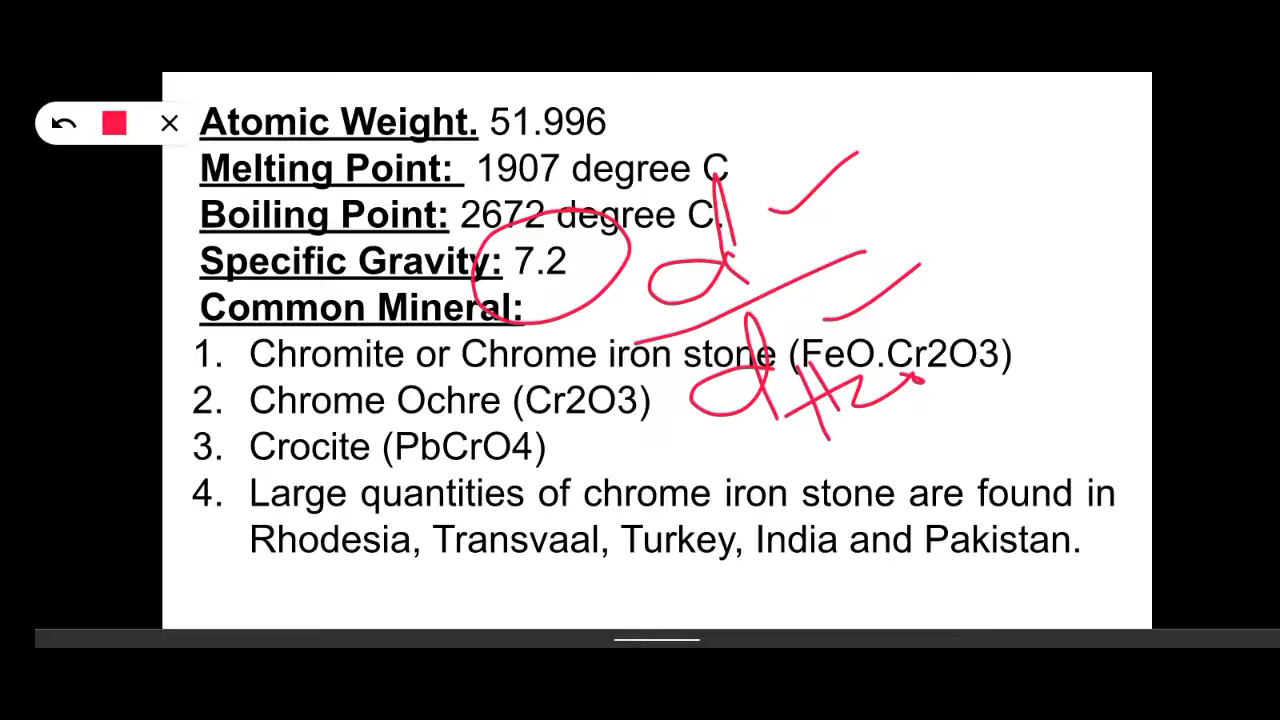 Atomic Weight. 51.996
Melting Point: 1907 degree C
Boiling Point: 2672 degree C.
Specific Gravity: 7.2
Common Mineral:
1. Chromite or Chrome iron stone (FeO.Cr2O3)
2. Chrome Ochre (Cr2O3)
3. Crocite (PbCrO4)
4. Large quantities of chrome iron stone are found in
Rhodesia, Transvaal, Turkey, India and Pakistan.
d
d H2O